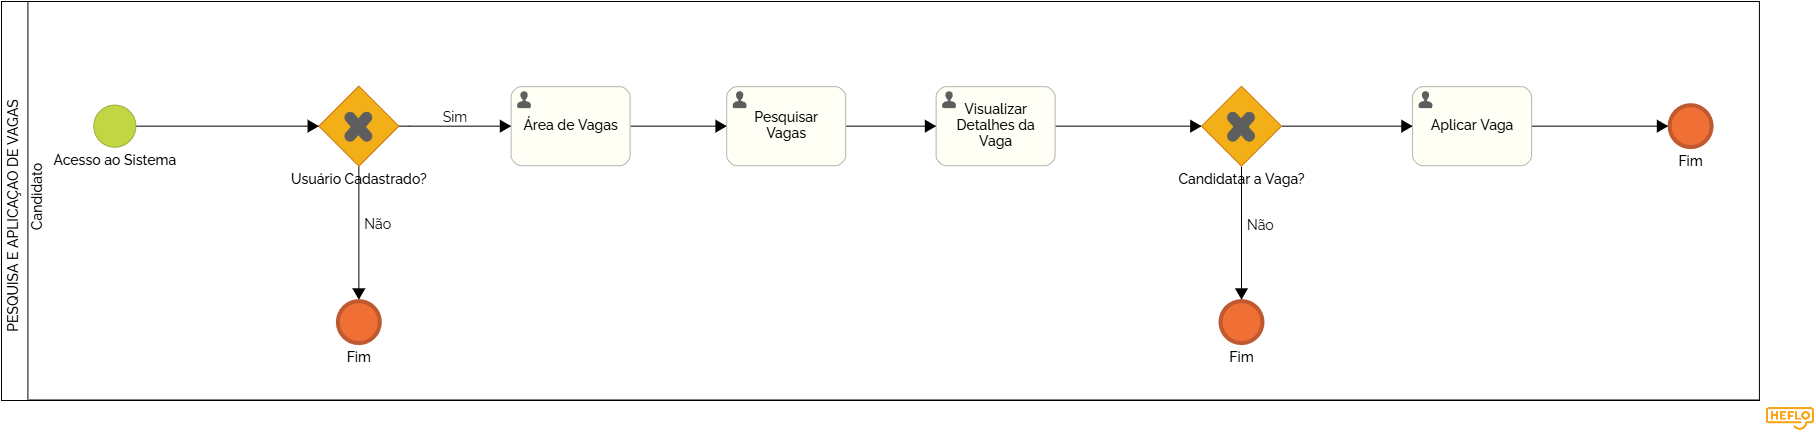 PESQUISA E APLICAÇAO DE VAGAS
Candidato
Acesso ao Sistema
Usuário Cadastrado?
Sim
Não
Fim
Área de Vagas
Pesquisar
Vagas
Visualizar
Detalhes da
Vaga
Candidatar a Vaga?
Não
Fim
Aplicar Vaga
Fim
HEFLO